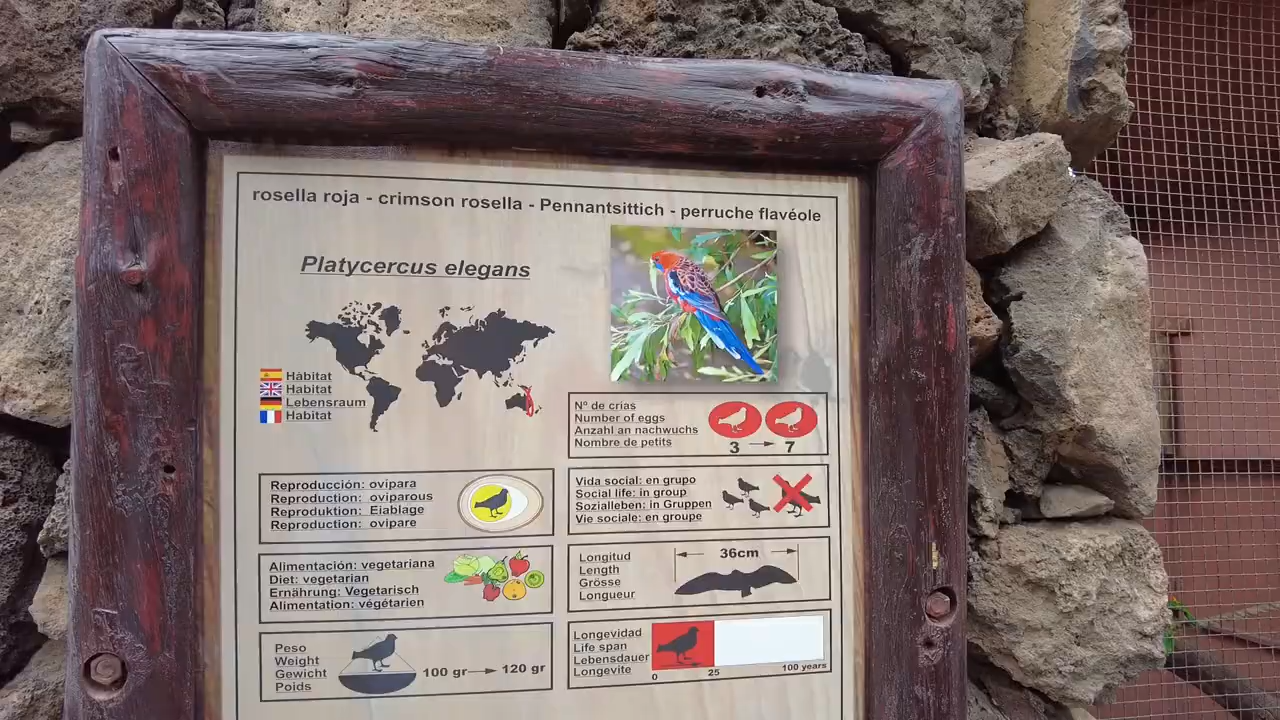 rosella roja - crimson rosella - Pennantsittich - perruche flavéole
Platycercus elegans
Hàbitat
Habitat
Lebensraum
Habitat
Nº de crias
Number of eggs
Anzahl an nachwuchs
Nombre de petits
3 → 7
Reproducción: ovipara
Reproduction: oviparous
Reproduktion: Eiablage
Reproduction: ovipare
Vida social: en grupo
Social life: in group
Sozialleben: in Gruppen
Vie sociale: en groupe
Alimentación: vegetariana
Diet: vegetarian
Ernährung: Vegetarisch
Alimentation: végétarien
Longitud
Length
Grösse
Longueur
36cm
Peso
Weight
Gewicht
Poids
100 gr → 120 gr
Longevidad
Life span
Lebensdauer
Longevite
0 25 100 years